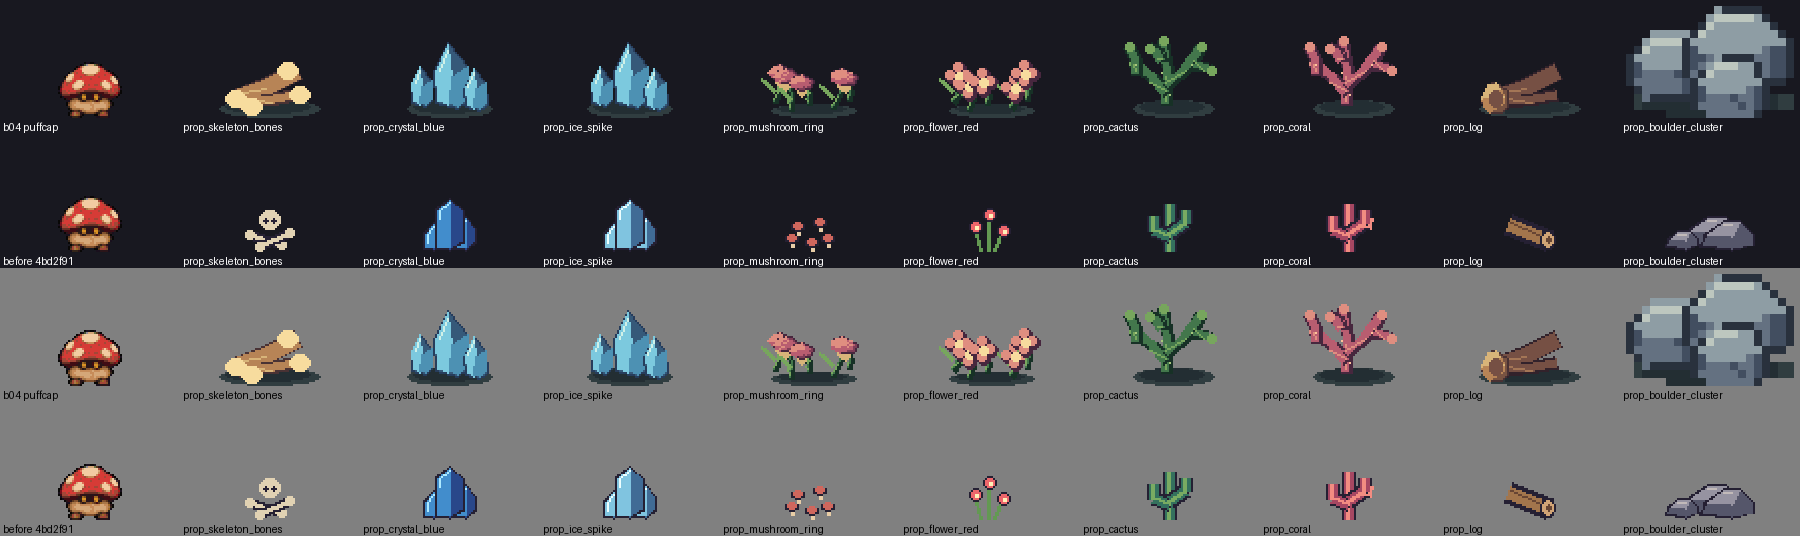 b04 puffcap prop_skeleton_bones prop_crystal_blue prop_ice_spike prop_mushroom_ring prop_flower_red prop_cactus prop_coral prop_log prop_boulder_cluster
before 4bd2f91 prop_skeleton_bones prop_crystal_blue prop_ice_spike prop_mushroom_ring prop_flower_red prop_cactus prop_coral prop_log prop_boulder_cluster
b04 puffcap prop_skeleton_bones prop_crystal_blue prop_ice_spike prop_mushroom_ring prop_flower_red prop_cactus prop_coral prop_log prop_boulder_cluster
before 4bd2f91 prop_skeleton_bones prop_crystal_blue prop_ice_spike prop_mushroom_ring prop_flower_red prop_cactus prop_coral prop_log prop_boulder_cluster